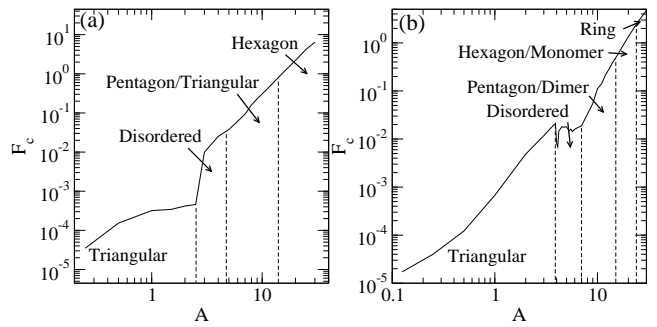 (a)
Hexagon
Pentagon/Triangular
Disordered
Triangular
F_c
10^1
10^0
10^-1
10^-2
10^-3
10^-4
10^-5
1
10
A
(b)
Ring
Hexagon/Monomer
Pentagon/Dimer
Disordered
Triangular
F_c
10^0
10^-1
10^-2
10^-3
10^-4
10^-5
0.1
1
10
A